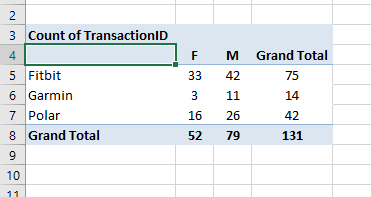 2
3 Count of TransactionID
4 F M Grand Total
5 Fitbit 33 42 75
6 Garmin 3 11 14
7 Polar 16 26 42
8 Grand Total 52 79 131
9
10
11